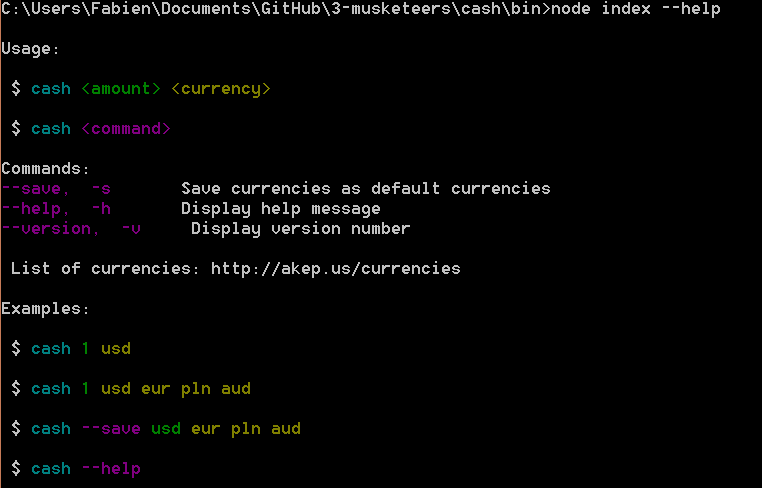 C:\Users\Fabien\Documents\GitHub\3-musketeers\cash\bin>node index --help
Usage:
$ cash <amount> <currency>
$ cash <command>
Commands:
--save, -s Save currencies as default currencies
--help, -h Display help message
--version, -v Display version number
List of currencies: http://akep.us/currencies
Examples:
$ cash 1 usd
$ cash 1 usd eur pln aud
$ cash --save usd eur pln aud
$ cash --help